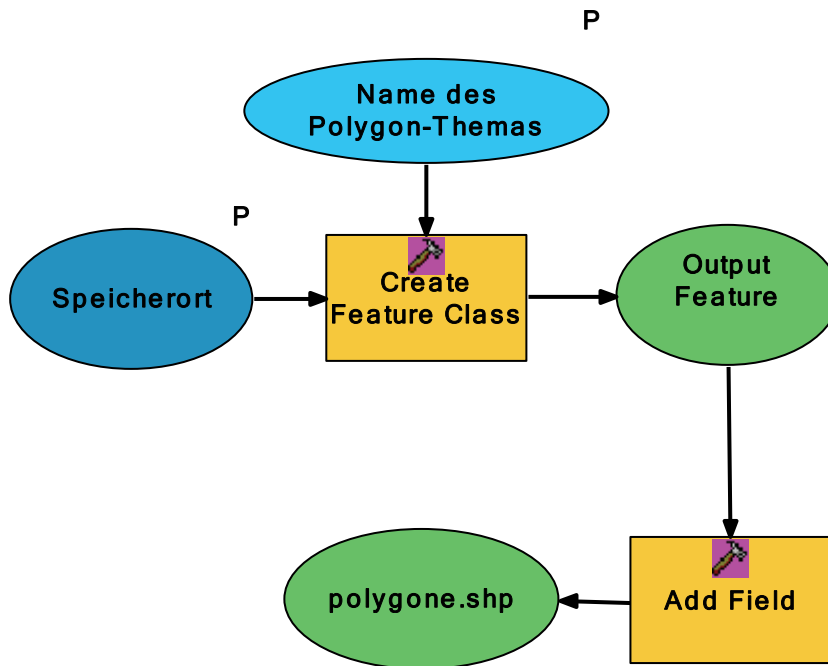 P
Name des
Polygon-Themas
P
Speicherort
Create
Feature Class
Output
Feature
polygone.shp
Add Field